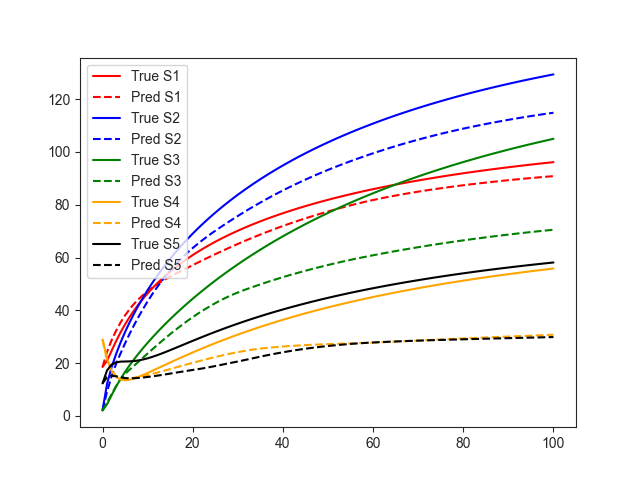 True S1
Pred S1
True S2
Pred S2
True S3
Pred S3
True S4
Pred S4
True S5
Pred S5
120
100
80
60
40
20
0
0 20 40 60 80 100